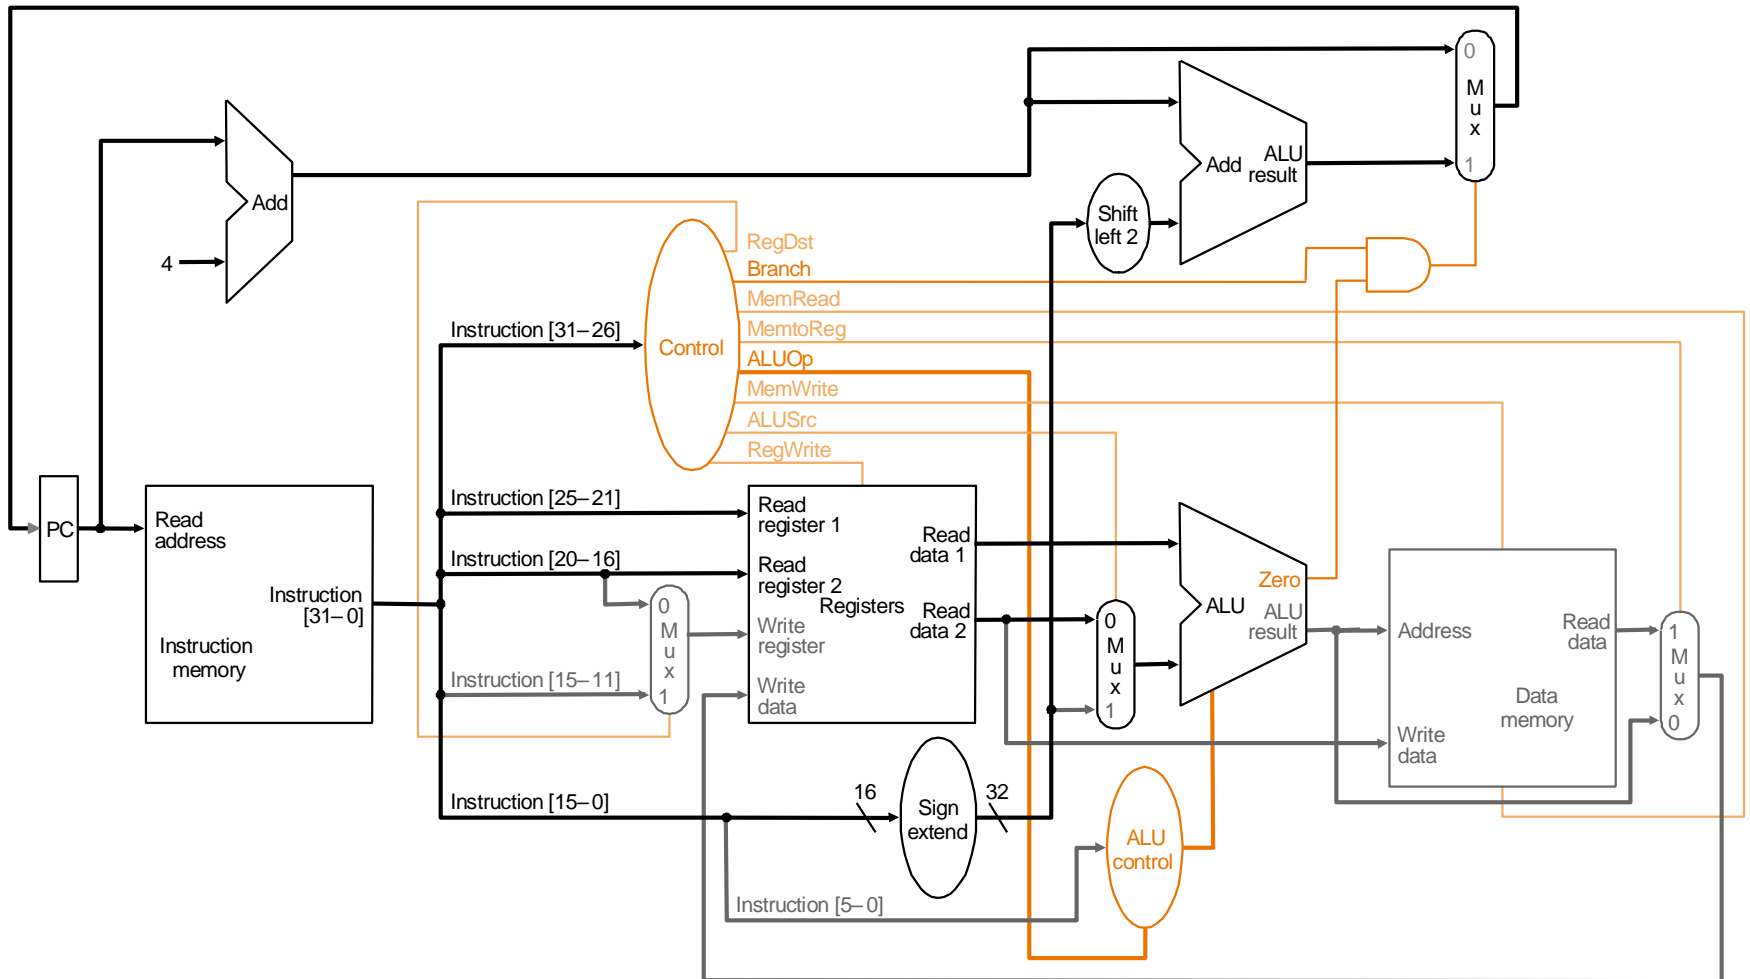 0
M
u
x
1
Add
ALU
result
Add
4
Shift
left 2
RegDst
Branch
MemRead
MemtoReg
ALUOp
MemWrite
ALUSrc
RegWrite
Control
Instruction [31–26]
Instruction [25–21]
Instruction [20–16]
Instruction [15–11]
Instruction [15–0]
Instruction [5–0]
PC
Read
address
Instruction
[31–0]
Instruction
memory
0
M
u
x
1
Read
register 1
Read
register 2
Write
register
Write
data
Registers
Read
data 1
Read
data 2
0
M
u
x
1
Zero
ALU
ALU
result
Address
Write
data
Read
data
Data
memory
1
M
u
x
0
16
Sign
extend
32
ALU
control